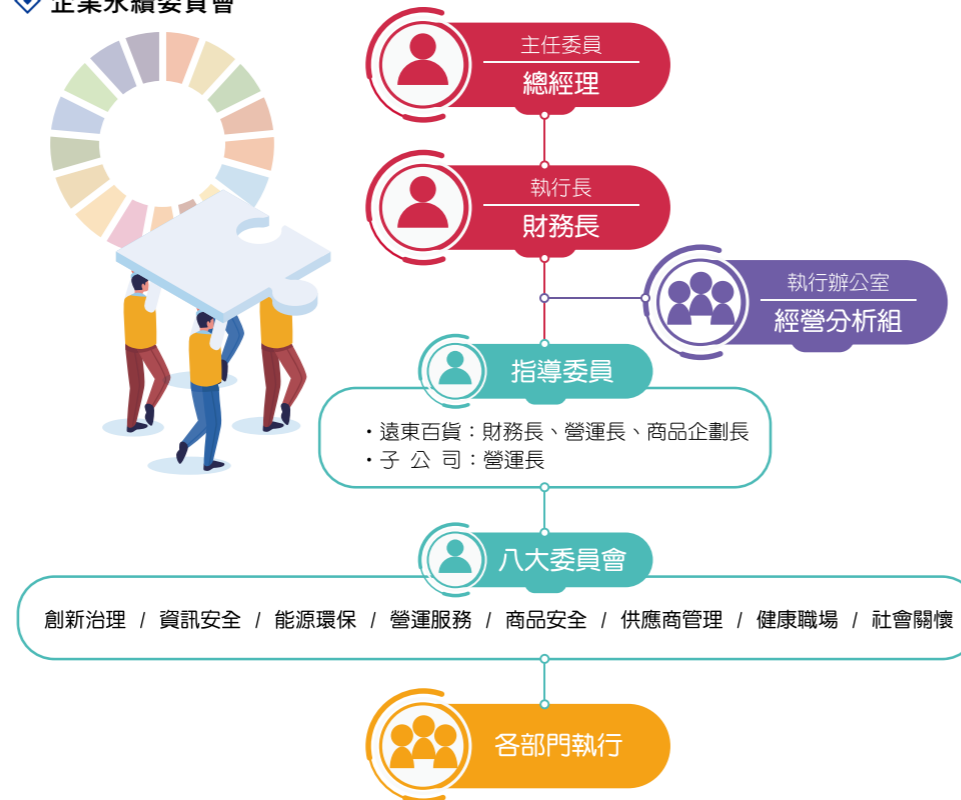 企業永續委員會
主任委員
總經理
執行長
財務長
執行辦公室
經營分析組
指導委員
・遠東百貨：財務長、營運長、商品企劃長
・子 公 司：營運長
八大委員會
創新治理 / 資訊安全 / 能源環保 / 營運服務 / 商品安全 / 供應商管理 / 健康職場 / 社會關懷
各部門執行